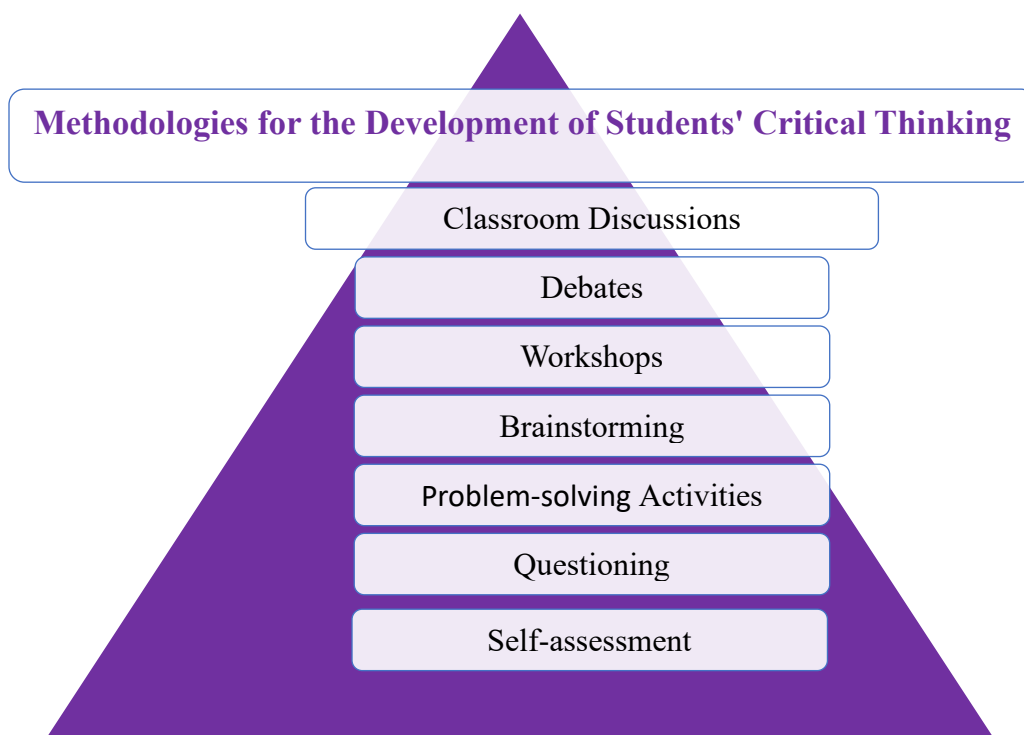 Methodologies for the Development of Students' Critical Thinking
Classroom Discussions
Debates
Workshops
Brainstorming
Problem-solving Activities
Questioning
Self-assessment